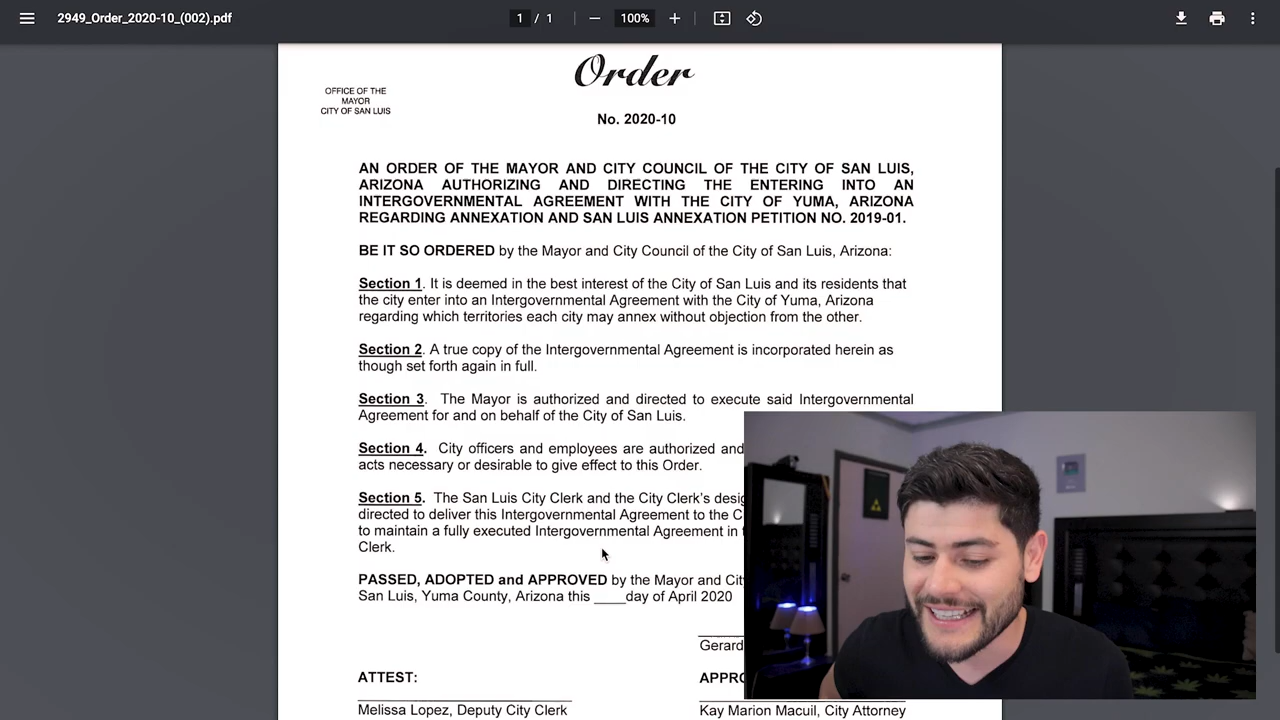 2949_Order_2020-10_(002).pdf
1 / 1
100%
Order
OFFICE OF THE
MAYOR
CITY OF SAN LUIS
No. 2020-10
AN ORDER OF THE MAYOR AND CITY COUNCIL OF THE CITY OF SAN LUIS,
ARIZONA AUTHORIZING AND DIRECTING THE ENTERING INTO AN
INTERGOVERNMENTAL AGREEMENT WITH THE CITY OF YUMA, ARIZONA
REGARDING ANNEXATION AND SAN LUIS ANNEXATION PETITION NO. 2019-01.
BE IT SO ORDERED by the Mayor and City Council of the City of San Luis, Arizona:
Section 1. It is deemed in the best interest of the City of San Luis and its residents that
the city enter into an Intergovernmental Agreement with the City of Yuma, Arizona
regarding which territories each city may annex without objection from the other.
Section 2. A true copy of the Intergovernmental Agreement is incorporated herein as
though set forth again in full.
Section 3. The Mayor is authorized and directed to execute said Intergovernmental
Agreement for and on behalf of the City of San Luis.
Section 4. City officers and employees are authorized and
acts necessary or desirable to give effect to this Order.
Section 5. The San Luis City Clerk and the City Clerk's desig
directed to deliver this Intergovernmental Agreement to the C
to maintain a fully executed Intergovernmental Agreement in
Clerk.
PASSED, ADOPTED and APPROVED by the Mayor and City
San Luis, Yuma County, Arizona this ____day of April 2020
Gerard
ATTEST:
APPRO
Melissa Lopez, Deputy City Clerk
Kay Marion Macuil, City Attorney